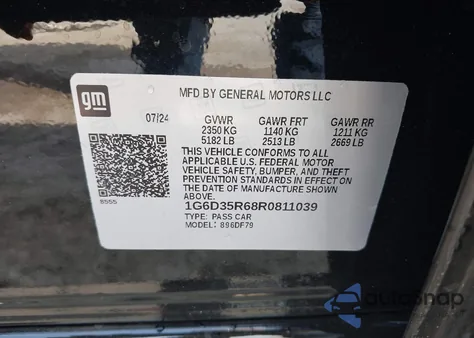 gm
MFD BY GENERAL MOTORS LLC
07/24 GVWR GAWR FRT GAWR RR
2350 KG 1140 KG 1211 KG
5182 LB 2513 LB 2669 LB
THIS VEHICLE CONFORMS TO ALL
APPLICABLE U.S. FEDERAL MOTOR
VEHICLE SAFETY, BUMPER, AND THEFT
PREVENTION STANDARDS IN EFFECT
ON THE DATE OF MANUFACTURE SHOWN
ABOVE.
8555
1G6D35R68R0811039
TYPE: PASS CAR
MODEL: 896DF79
autosnap